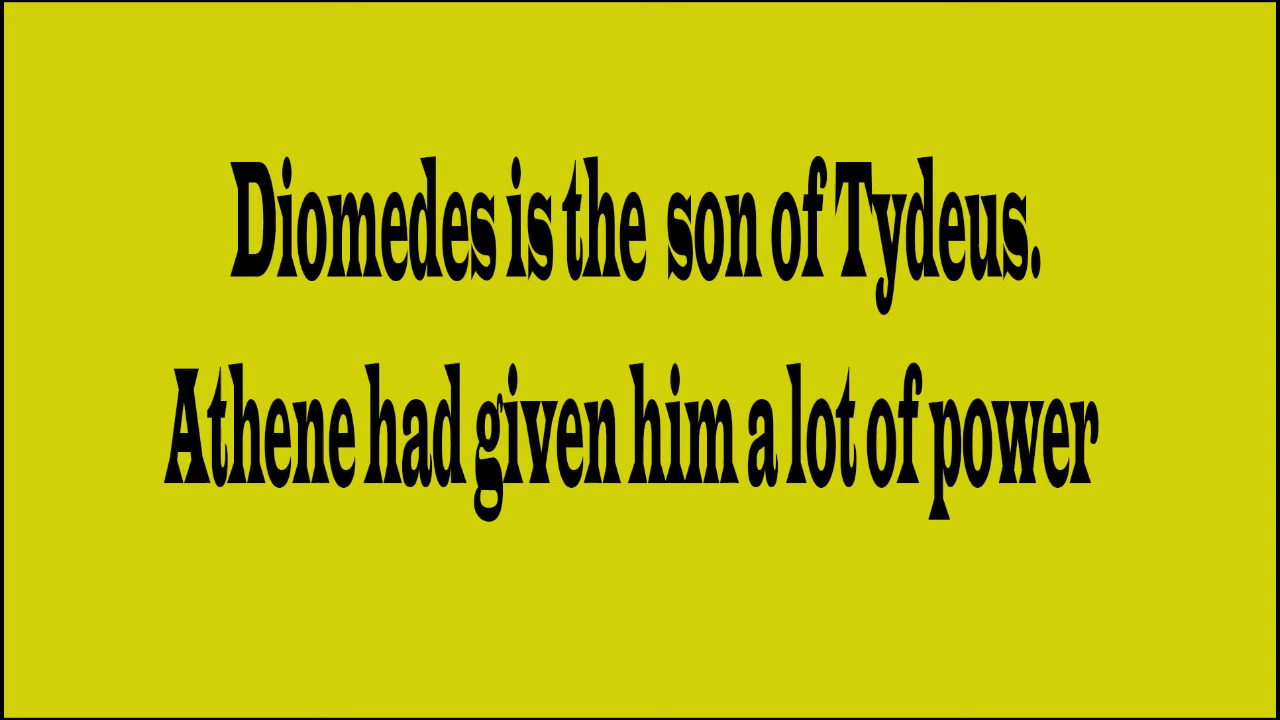 Diomedes is the son of Tydeus.
Athene had given him a lot of power